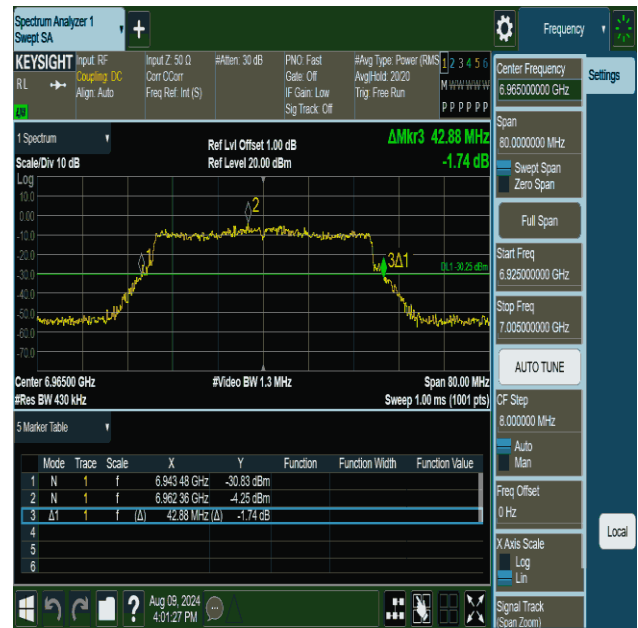 Spectrum Analyzer 1
Swept SA
+
Frequency
KEYSIGHT
RL
LXI
Input: RF
Coupling: DC
Align: Auto
Input Z: 50 Ω
Corr CCorr
Freq Ref: Int (S)
#Atten: 30 dB
PNO: Fast
Gate: Off
IF Gain: Low
Sig Track: Off
#Avg Type: Power (RMS
Avg|Hold: 20/20
Trig: Free Run
1 2 3 4 5 6
M W W W W W
P P P P P P
1 Spectrum
Scale/Div 10 dB
Ref Lvl Offset 1.00 dB
Ref Level 20.00 dBm
ΔMkr3 42.88 MHz
-1.74 dB
Log
10.0
0.00
-10.0
-20.0
-30.0
-40.0
-50.0
-60.0
-70.0
2
1
3Δ1
DL1 -30.25 dBm
Center 6.96500 GHz
#Video BW 1.3 MHz
Span 80.00 MHz
#Res BW 430 kHz
Sweep 1.00 ms (1001 pts)
5 Marker Table
Mode Trace Scale X Y Function Function Width Function Value
1 N 1 f 6.943 48 GHz -30.83 dBm
2 N 1 f 6.962 36 GHz -4.25 dBm
3 Δ1 1 f (Δ) 42.88 MHz (Δ) -1.74 dB
4
5
6
Aug 09, 2024
4:01:27 PM
?
Center Frequency
6.965000000 GHz
Settings
Span
80.0000000 MHz
Swept Span
Zero Span
Full Span
Start Freq
6.925000000 GHz
Stop Freq
7.005000000 GHz
AUTO TUNE
CF Step
8.000000 MHz
Auto
Man
Freq Offset
0 Hz
Local
X Axis Scale
Log
Lin
Signal Track
(Span Zoom)